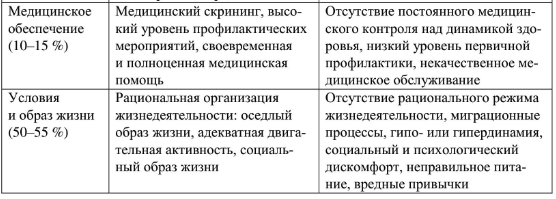 Медицинское
обеспечение
(10–15 %)
Медицинский скрининг, высо-
кий уровень профилактических
мероприятий, своевременная
и полноценная медицинская
помощь
Отсутствие постоянного медицин-
ского контроля над динамикой здо-
ровья, низкий уровень первичной
профилактики, некачественное ме-
дицинское обслуживание
Условия
и образ жизни
(50–55 %)
Рациональная организация
жизнедеятельности: оседлый
образ жизни, адекватная двига-
тельная активность, социаль-
ный образ жизни
Отсутствие рационального режима
жизнедеятельности, миграционные
процессы, гипо- или гипердинамия,
социальный и психологический
дискомфорт, неправильное пита-
ние, вредные привычки